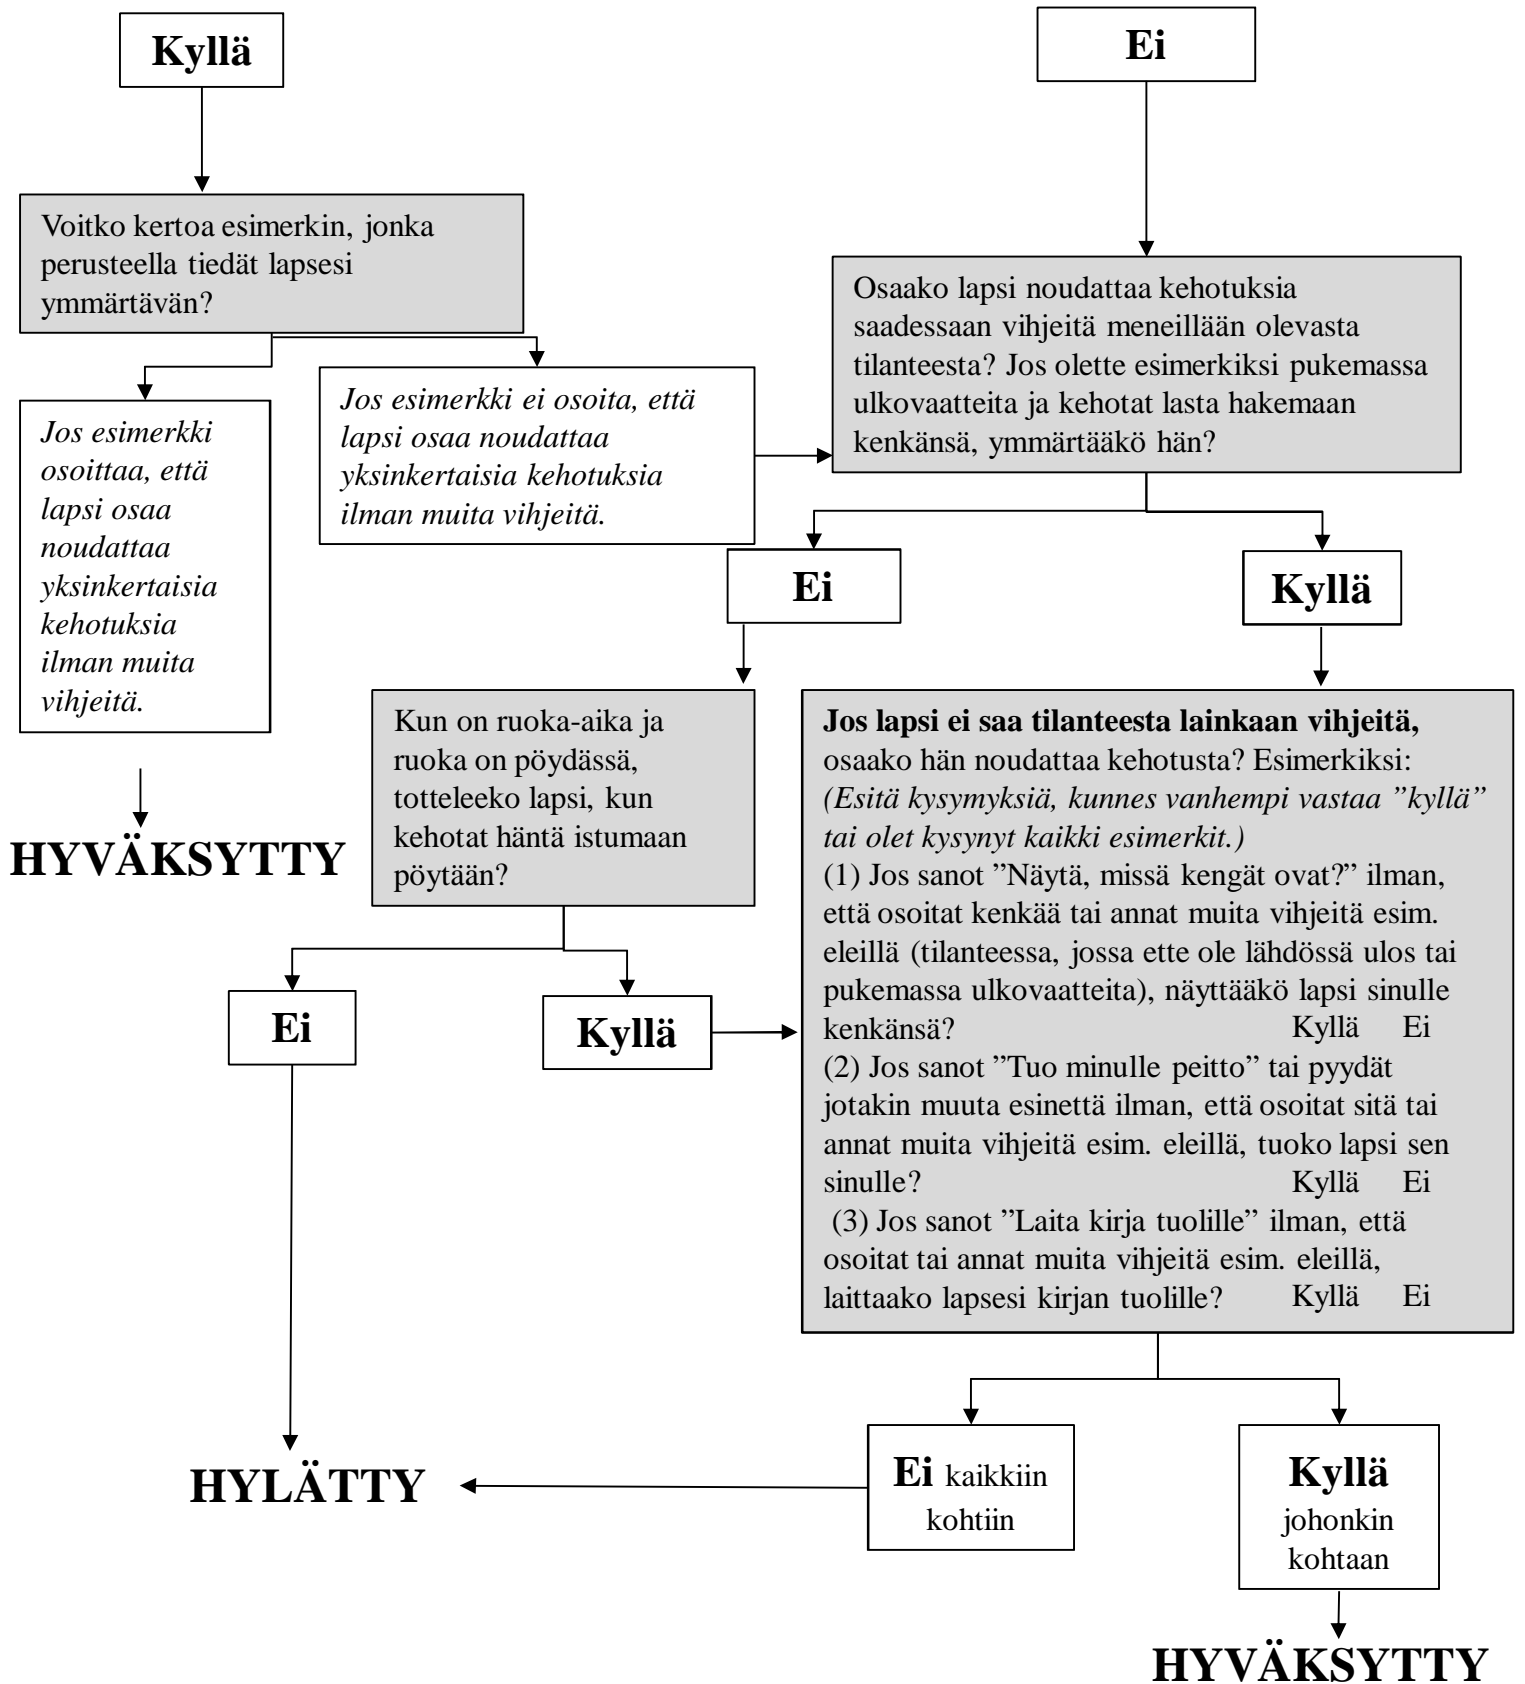 Kyllä
Ei
Voitko kertoa esimerkin, jonka
perusteella tiedät lapsesi
ymmärtävän?
Osaako lapsi noudattaa kehotuksia
saadessaan vihjeitä meneillään olevasta
tilanteesta? Jos olette esimerkiksi pukemassa
ulkovaatteita ja kehotat lasta hakemaan
kenkänsä, ymmärtääkö hän?
Jos esimerkki
osoittaa, että
lapsi osaa
noudattaa
yksinkertaisia
kehotuksia
ilman muita
vihjeitä.
Jos esimerkki ei osoita, että
lapsi osaa noudattaa
yksinkertaisia kehotuksia
ilman muita vihjeitä.
Ei
Kyllä
HYVÄKSYTTY
Kun on ruoka-aika ja
ruoka on pöydässä,
totteleeko lapsi, kun
kehotat häntä istumaan
pöytään?
Jos lapsi ei saa tilanteesta lainkaan vihjeitä,
osaako hän noudattaa kehotusta? Esimerkiksi:
(Esitä kysymyksiä, kunnes vanhempi vastaa ”kyllä”
tai olet kysynyt kaikki esimerkit.)
(1) Jos sanot ”Näytä, missä kengät ovat?” ilman,
että osoitat kenkää tai annat muita vihjeitä esim.
eleillä (tilanteessa, jossa ette ole lähdössä ulos tai
pukemassa ulkovaatteita), näyttääkö lapsi sinulle
kenkänsä? Kyllä Ei
(2) Jos sanot ”Tuo minulle peitto” tai pyydät
jotakin muuta esinettä ilman, että osoitat sitä tai
annat muita vihjeitä esim. eleillä, tuoko lapsi sen
sinulle? Kyllä Ei
(3) Jos sanot ”Laita kirja tuolille” ilman, että
osoitat tai annat muita vihjeitä esim. eleillä,
laittaako lapsesi kirjan tuolille? Kyllä Ei
Ei
Kyllä
HYLÄTTY
Ei kaikkiin
kohtiin
Kyllä
johonkin
kohtaan
HYVÄKSYTTY